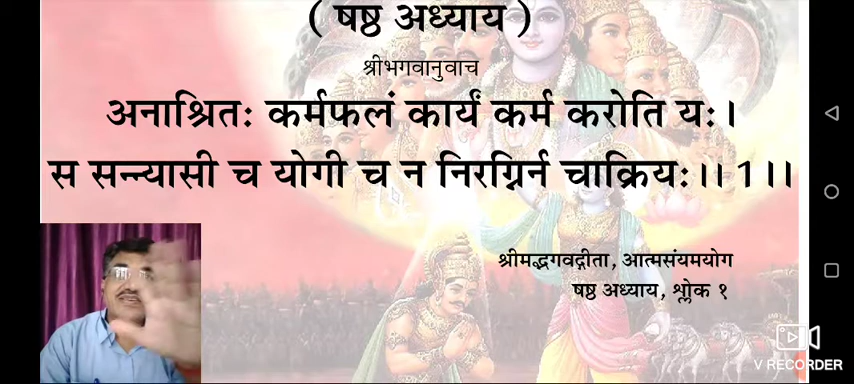 ( षष्ठ अध्याय )
श्रीभगवानुवाच
अनाश्रितः कर्मफलं कार्यं कर्म करोति यः।
स सन्न्यासी च योगी च न निरग्निर्न चाक्रियः।। 1 ।।
श्रीमद्भगवद्गीता, आत्मसंयमयोग
षष्ठ अध्याय, श्लोक १
V RECORDER